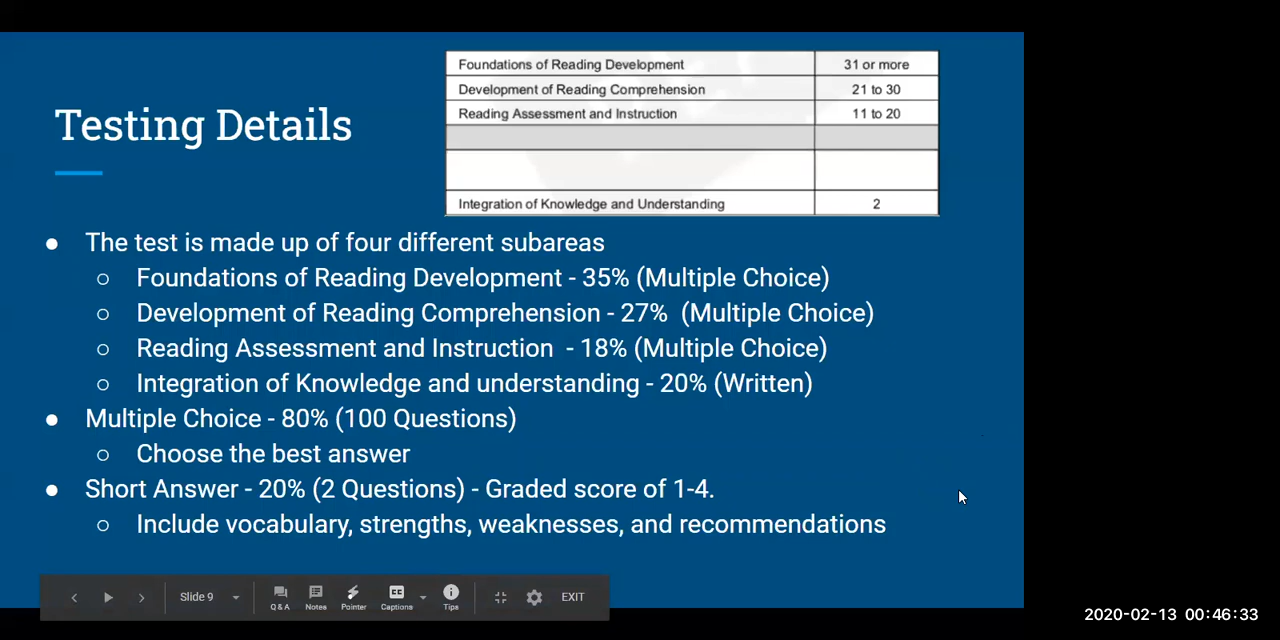 Foundations of Reading Development 31 or more
Development of Reading Comprehension 21 to 30
Reading Assessment and Instruction 11 to 20
Integration of Knowledge and Understanding 2
Testing Details
● The test is made up of four different subareas
○ Foundations of Reading Development - 35% (Multiple Choice)
○ Development of Reading Comprehension - 27% (Multiple Choice)
○ Reading Assessment and Instruction - 18% (Multiple Choice)
○ Integration of Knowledge and understanding - 20% (Written)
● Multiple Choice - 80% (100 Questions)
○ Choose the best answer
● Short Answer - 20% (2 Questions) - Graded score of 1-4.
○ Include vocabulary, strengths, weaknesses, and recommendations
Slide 9 Q & A Notes Pointer CC Captions Tips EXIT
2020-02-13 00:46:33